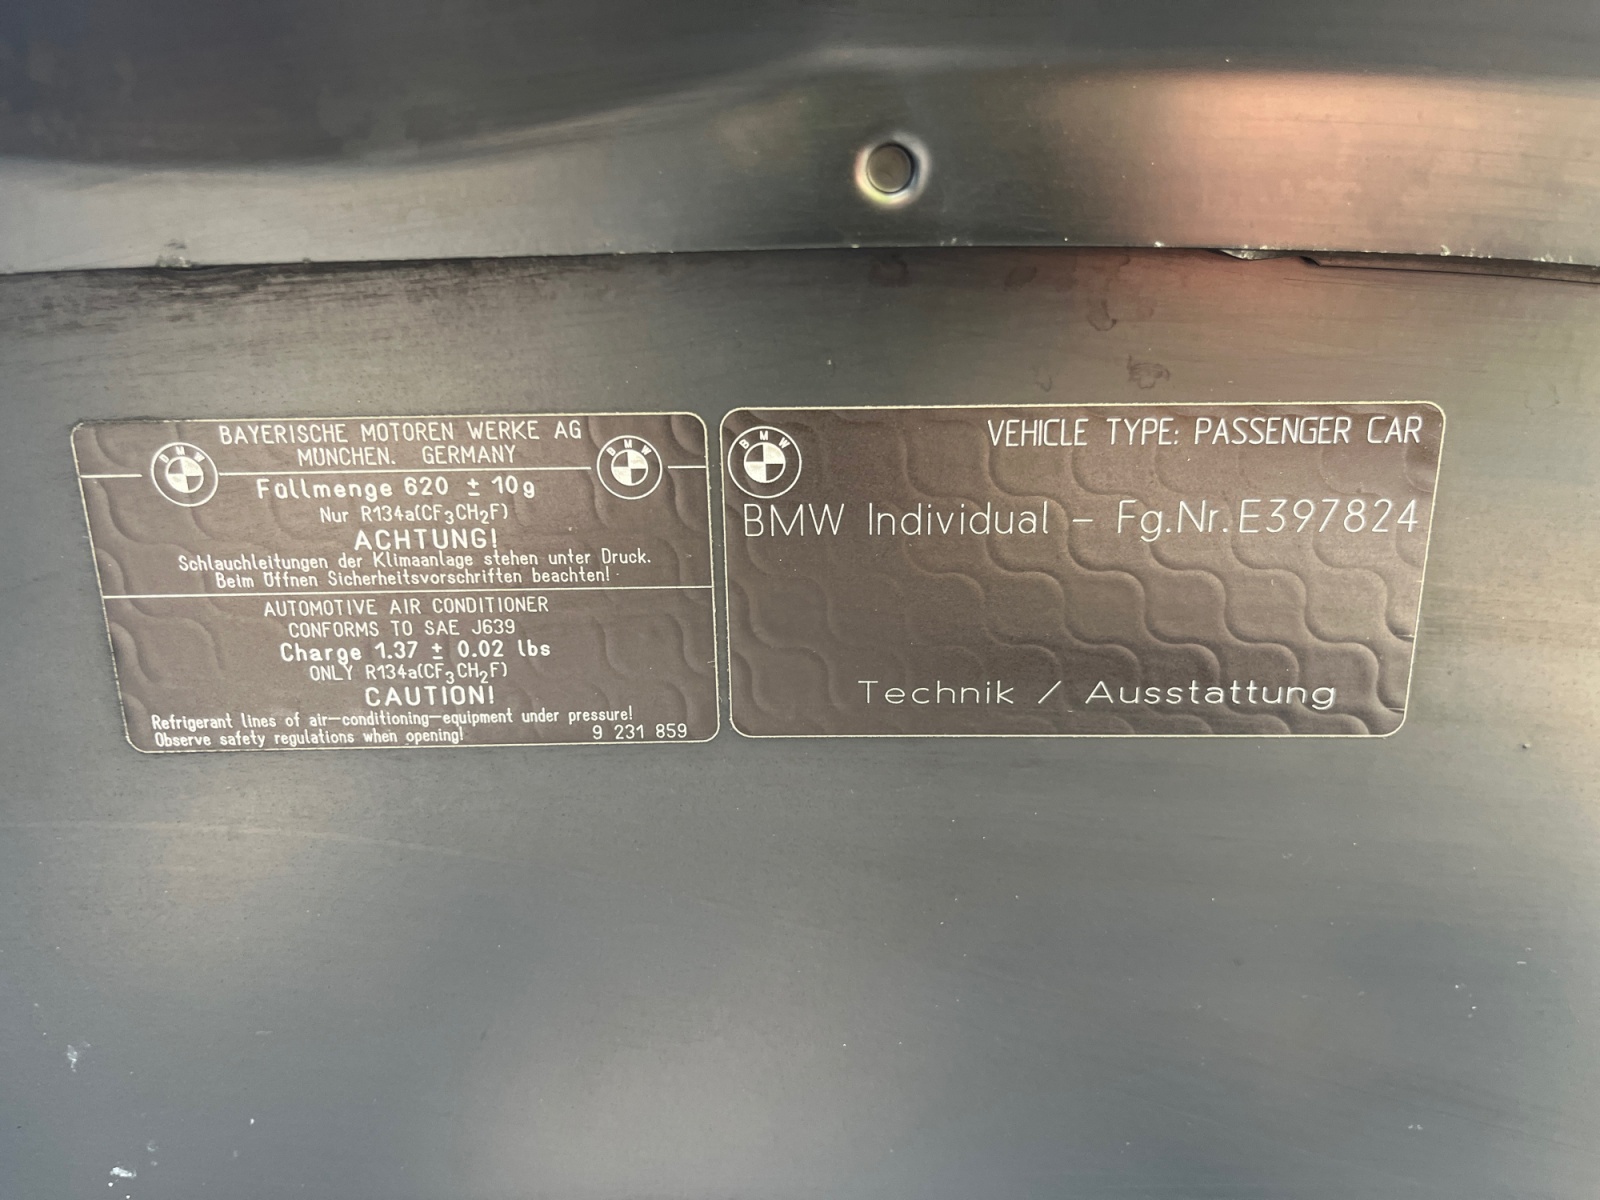 BAYERISCHE MOTOREN WERKE AG
MÜNCHEN. GERMANY
BMW
BMW
Füllmenge 620 ± 10g
Nur R134a(CF₃CH₂F)
ACHTUNG!
Schlauchleitungen der Klimaanlage stehen unter Druck.
Beim Öffnen Sicherheitsvorschriften beachten!
AUTOMOTIVE AIR CONDITIONER
CONFORMS TO SAE J639
Charge 1.37 ± 0.02 lbs
ONLY R134a(CF₃CH₂F)
CAUTION!
Refrigerant lines of air-conditioning-equipment under pressure!
Observe safety regulations when opening!
9 231 859
BMW
VEHICLE TYPE: PASSENGER CAR
BMW Individual - Fg.Nr.E397824
Technik / Ausstattung